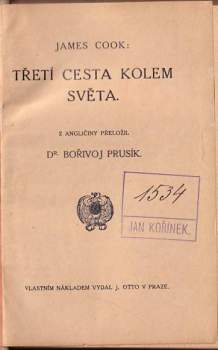 JAMES COOK:
TŘETÍ CESTA KOLEM
SVĚTA.
Z ANGLIČINY PŘELOŽIL
DR. BOŘIVOJ PRUSÍK.
1534
JAN KOŘÍNEK.
VLASTNÍM NÁKLADEM VYDAL J. OTTO V PRAZE.